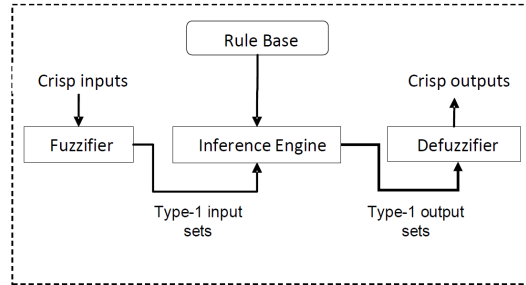 Rule Base
Crisp inputs
Crisp outputs
Fuzzifier
Inference Engine
Defuzzifier
Type-1 input
sets
Type-1 output
sets